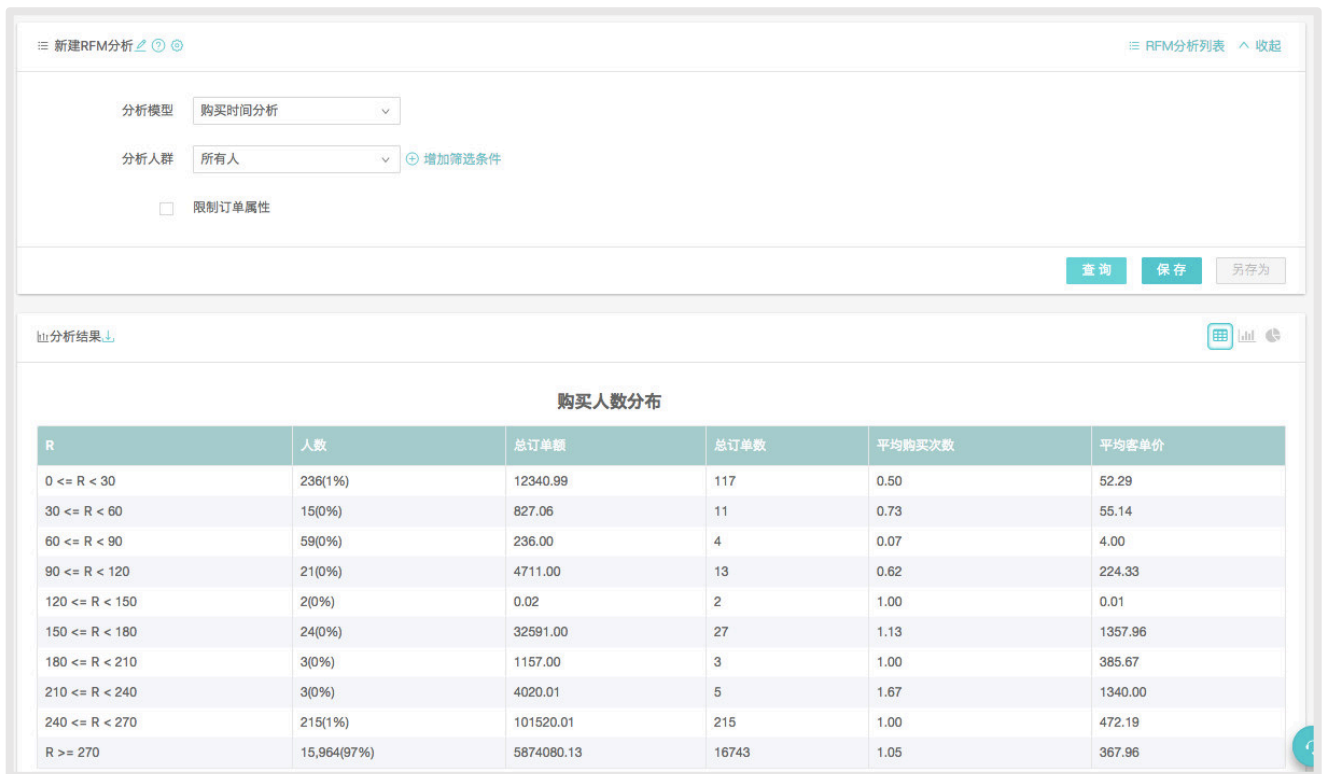 新建RFM分析 RFM分析列表 收起
分析模型 购买时间分析
分析人群 所有人 增加筛选条件
限制订单属性
查询 保存 另存为
分析结果
购买人数分布
R 人数 总订单额 总订单数 平均购买次数 平均客单价
0 <= R < 30 236(1%) 12340.99 117 0.50 52.29
30 <= R < 60 15(0%) 827.06 11 0.73 55.14
60 <= R < 90 59(0%) 236.00 4 0.07 4.00
90 <= R < 120 21(0%) 4711.00 13 0.62 224.33
120 <= R < 150 2(0%) 0.02 2 1.00 0.01
150 <= R < 180 24(0%) 32591.00 27 1.13 1357.96
180 <= R < 210 3(0%) 1157.00 3 1.00 385.67
210 <= R < 240 3(0%) 4020.01 5 1.67 1340.00
240 <= R < 270 215(1%) 101520.01 215 1.00 472.19
R >= 270 15,964(97%) 5874080.13 16743 1.05 367.96